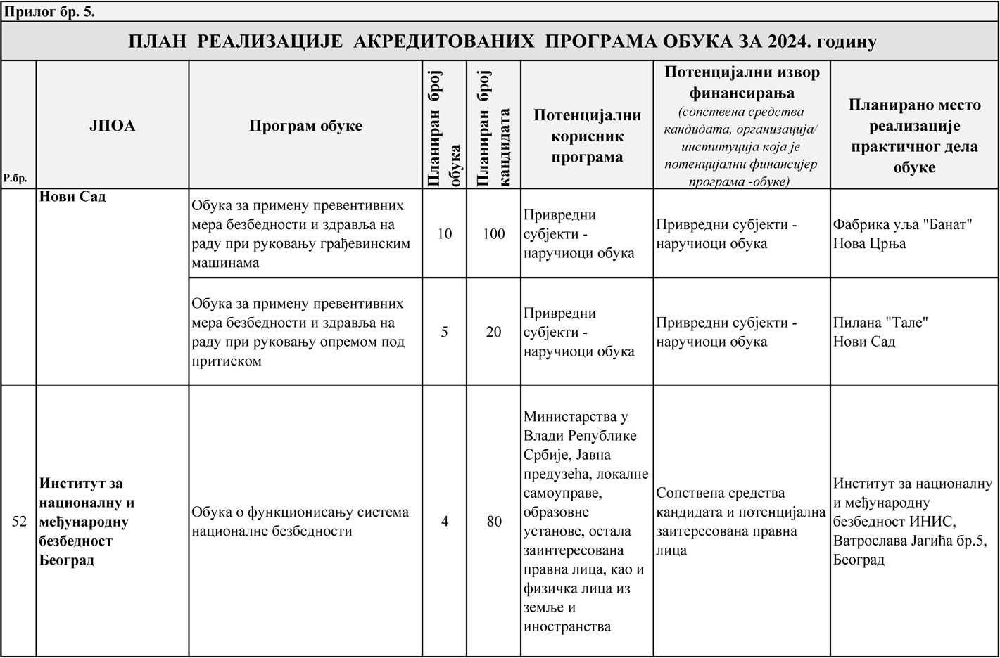 Прилог бр. 5.
ПЛАН РЕАЛИЗАЦИЈЕ АКРЕДИТОВАНИХ ПРОГРАМА ОБУКА ЗА 2024. годину
Р.бр.
ЈПОА
Програм обуке
Планиран број
обука
Планиран број
кандидата
Потенцијални
корисник
програма
Потенцијални извор
финансирања
(сопствена средства
кандидата, организација/
институција која је
потенцијални финансијер
програма -обуке)
Планирано место
реализације
практичног дела
обуке
Нови Сад
Обука за примену превентивних
мера безбедности и здравља на
раду при руковању грађевинским
машинама
10
100
Привредни
субјекти -
наручиоци обука
Привредни субјекти -
наручиоци обука
Фабрика уља "Банат"
Нова Црња
Обука за примену превентивних
мера безбедности и здравља на
раду при руковању опремом под
притиском
5
20
Привредни
субјекти -
наручиоци обука
Привредни субјекти -
наручиоци обука
Пилана "Тале"
Нови Сад
52
Институт за
националну и
међународну
безбедност
Београд
Обука о функционисању система
националне безбедности
4
80
Министарства у
Влади Републике
Србије, Јавна
предузећа, локалне
самоуправе,
образовне
установе, остала
заинтересована
правна лица, као и
физичка лица из
земље и
иностранства
Сопствена средства
кандидата и потенцијална
заитересована правна
лица
Институт за националну
и међународну
безбедност ИНИС,
Ватрослава Јагића бр.5,
Београд